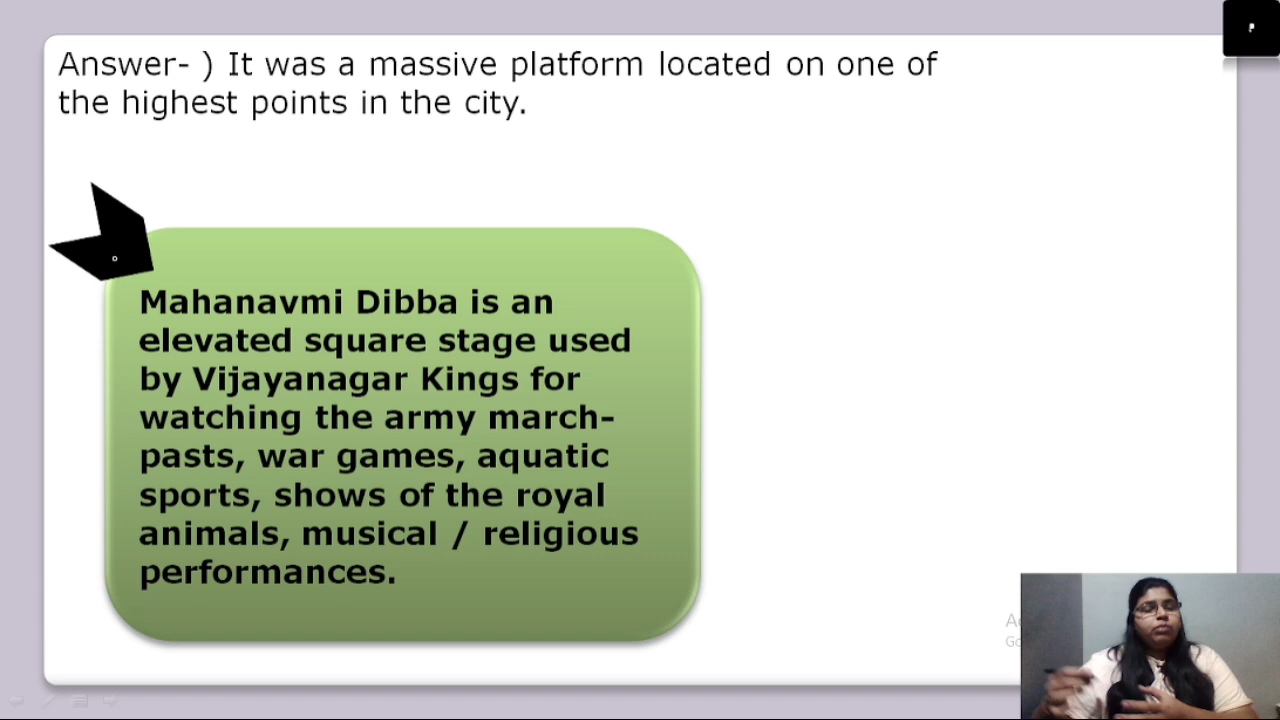 Answer- ) It was a massive platform located on one of
the highest points in the city.
Mahanavmi Dibba is an
elevated square stage used
by Vijayanagar Kings for
watching the army march-
pasts, war games, aquatic
sports, shows of the royal
animals, musical / religious
performances.